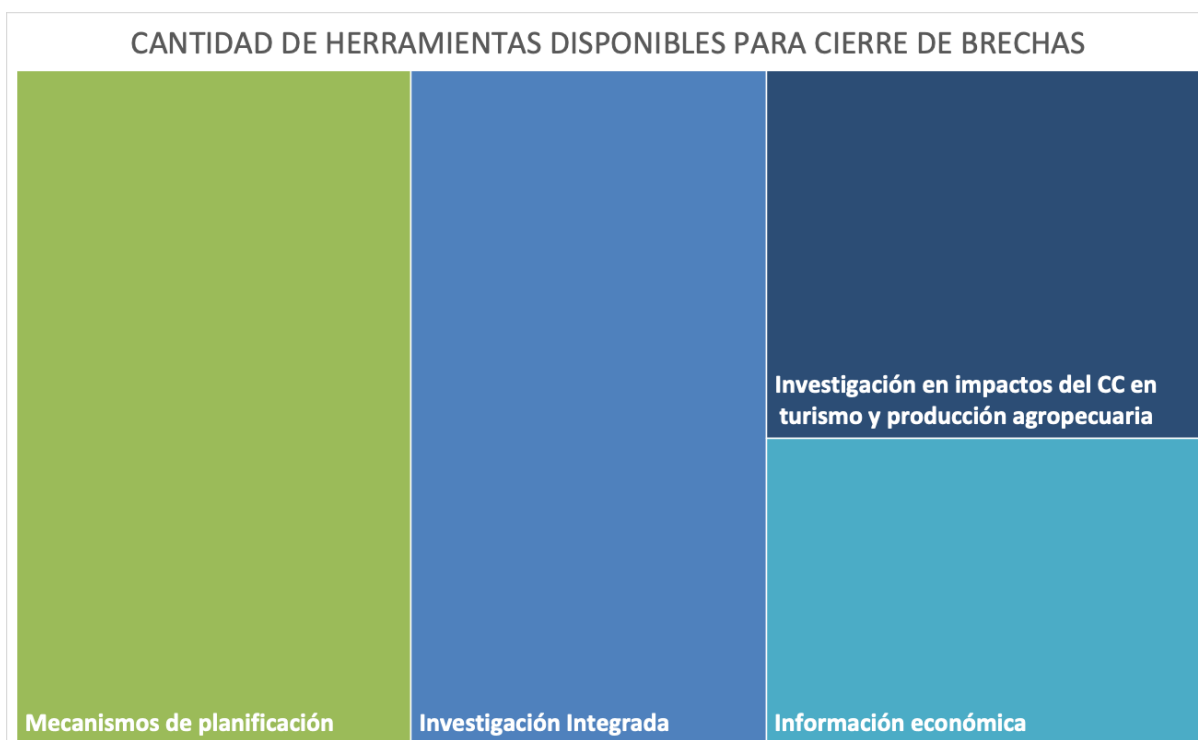 CANTIDAD DE HERRAMIENTAS DISPONIBLES PARA CIERRE DE BRECHAS
Investigación en impactos del CC en
turismo y producción agropecuaria
Mecanismos de planificación
Investigación Integrada
Información económica